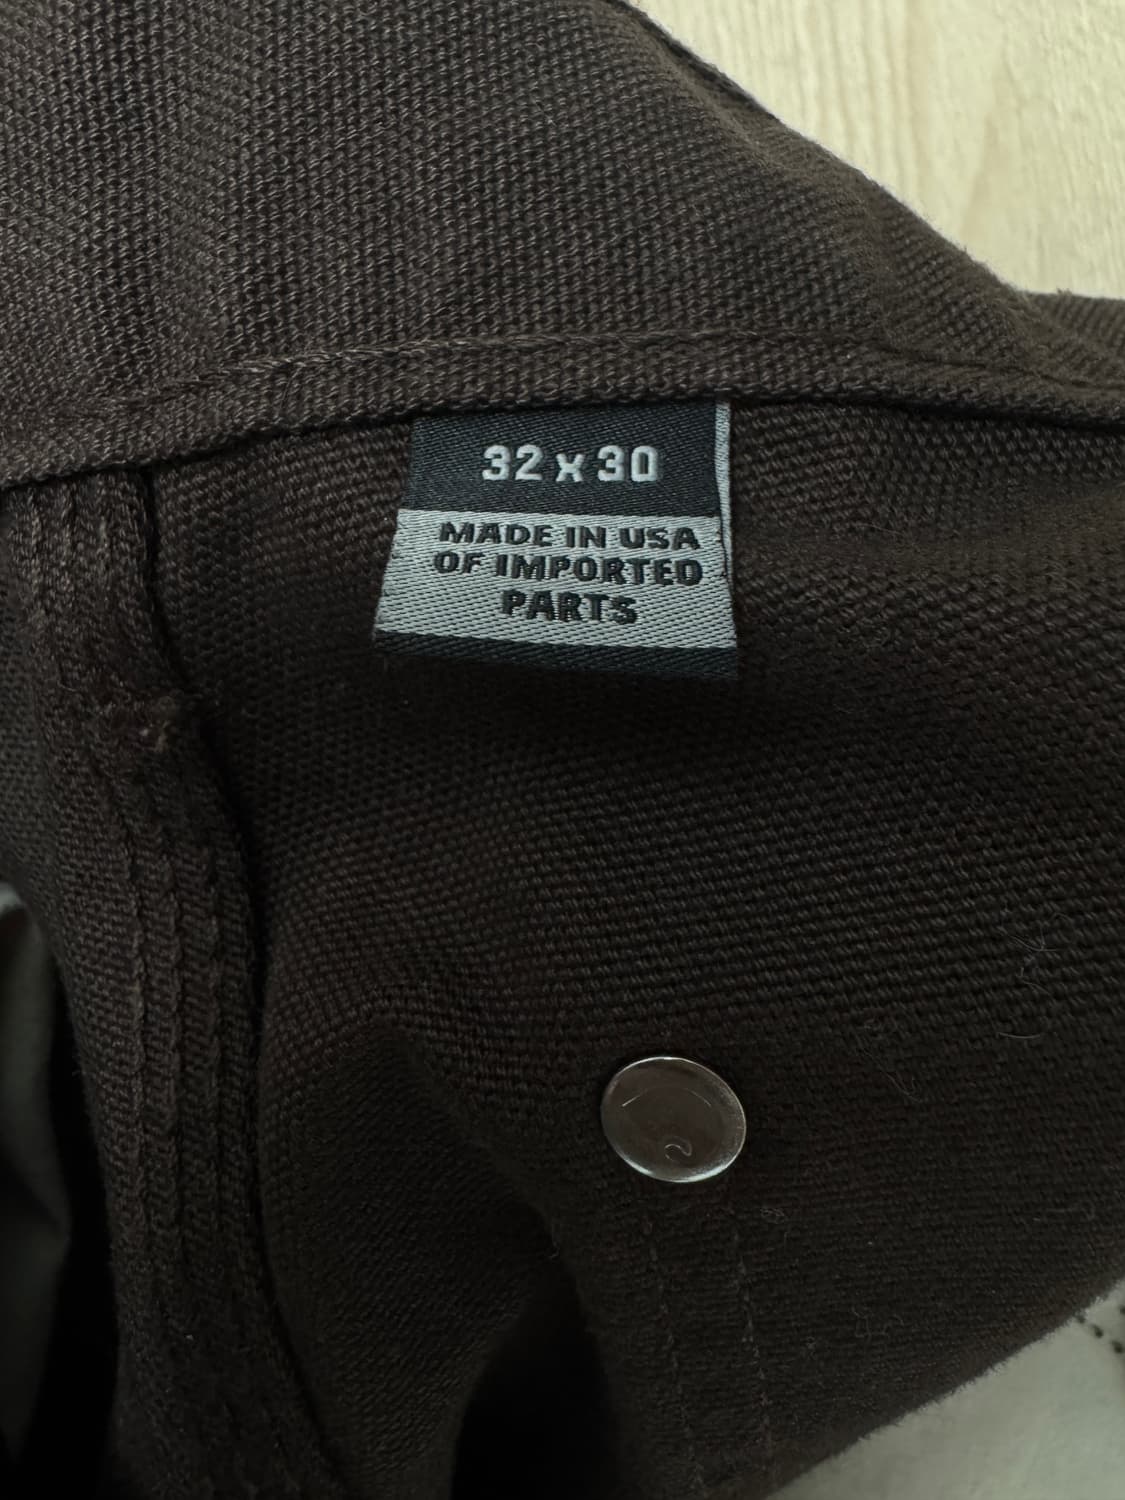 32 x 30
MADE IN USA
OF IMPORTED
PARTS